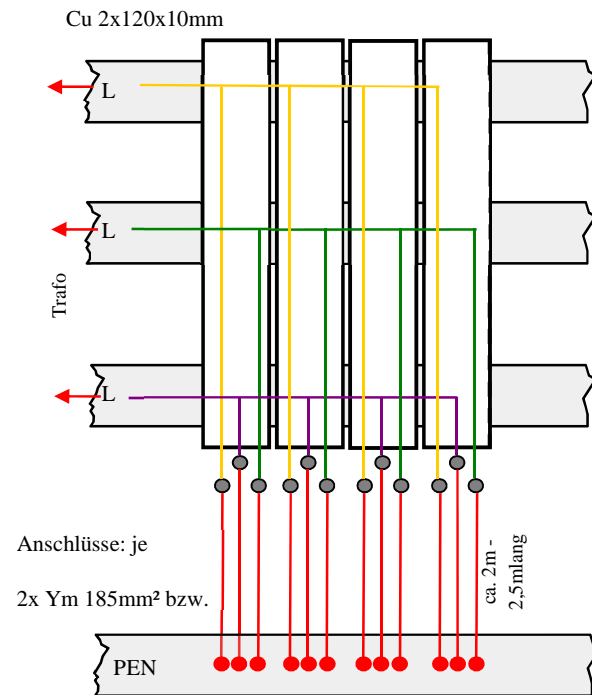 Cu 2x120x10mm
L
L
Trafo
L
Anschlüsse: je
2x Ym 185mm² bzw.
ca. 2m -
2,5mlang
PEN